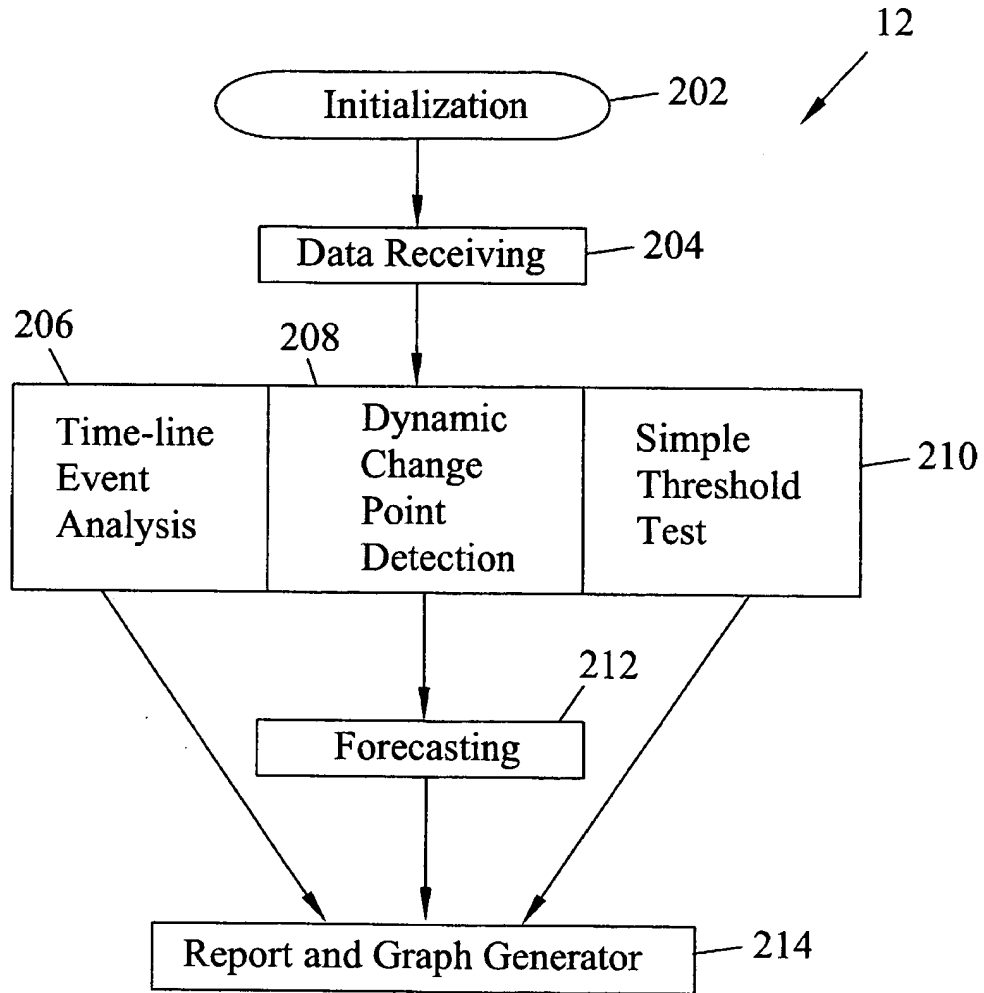 12
Initialization
202
Data Receiving
204
206
208
Time-line
Event
Analysis
Dynamic
Change
Point
Detection
Simple
Threshold
Test
210
212
Forecasting
Report and Graph Generator
214